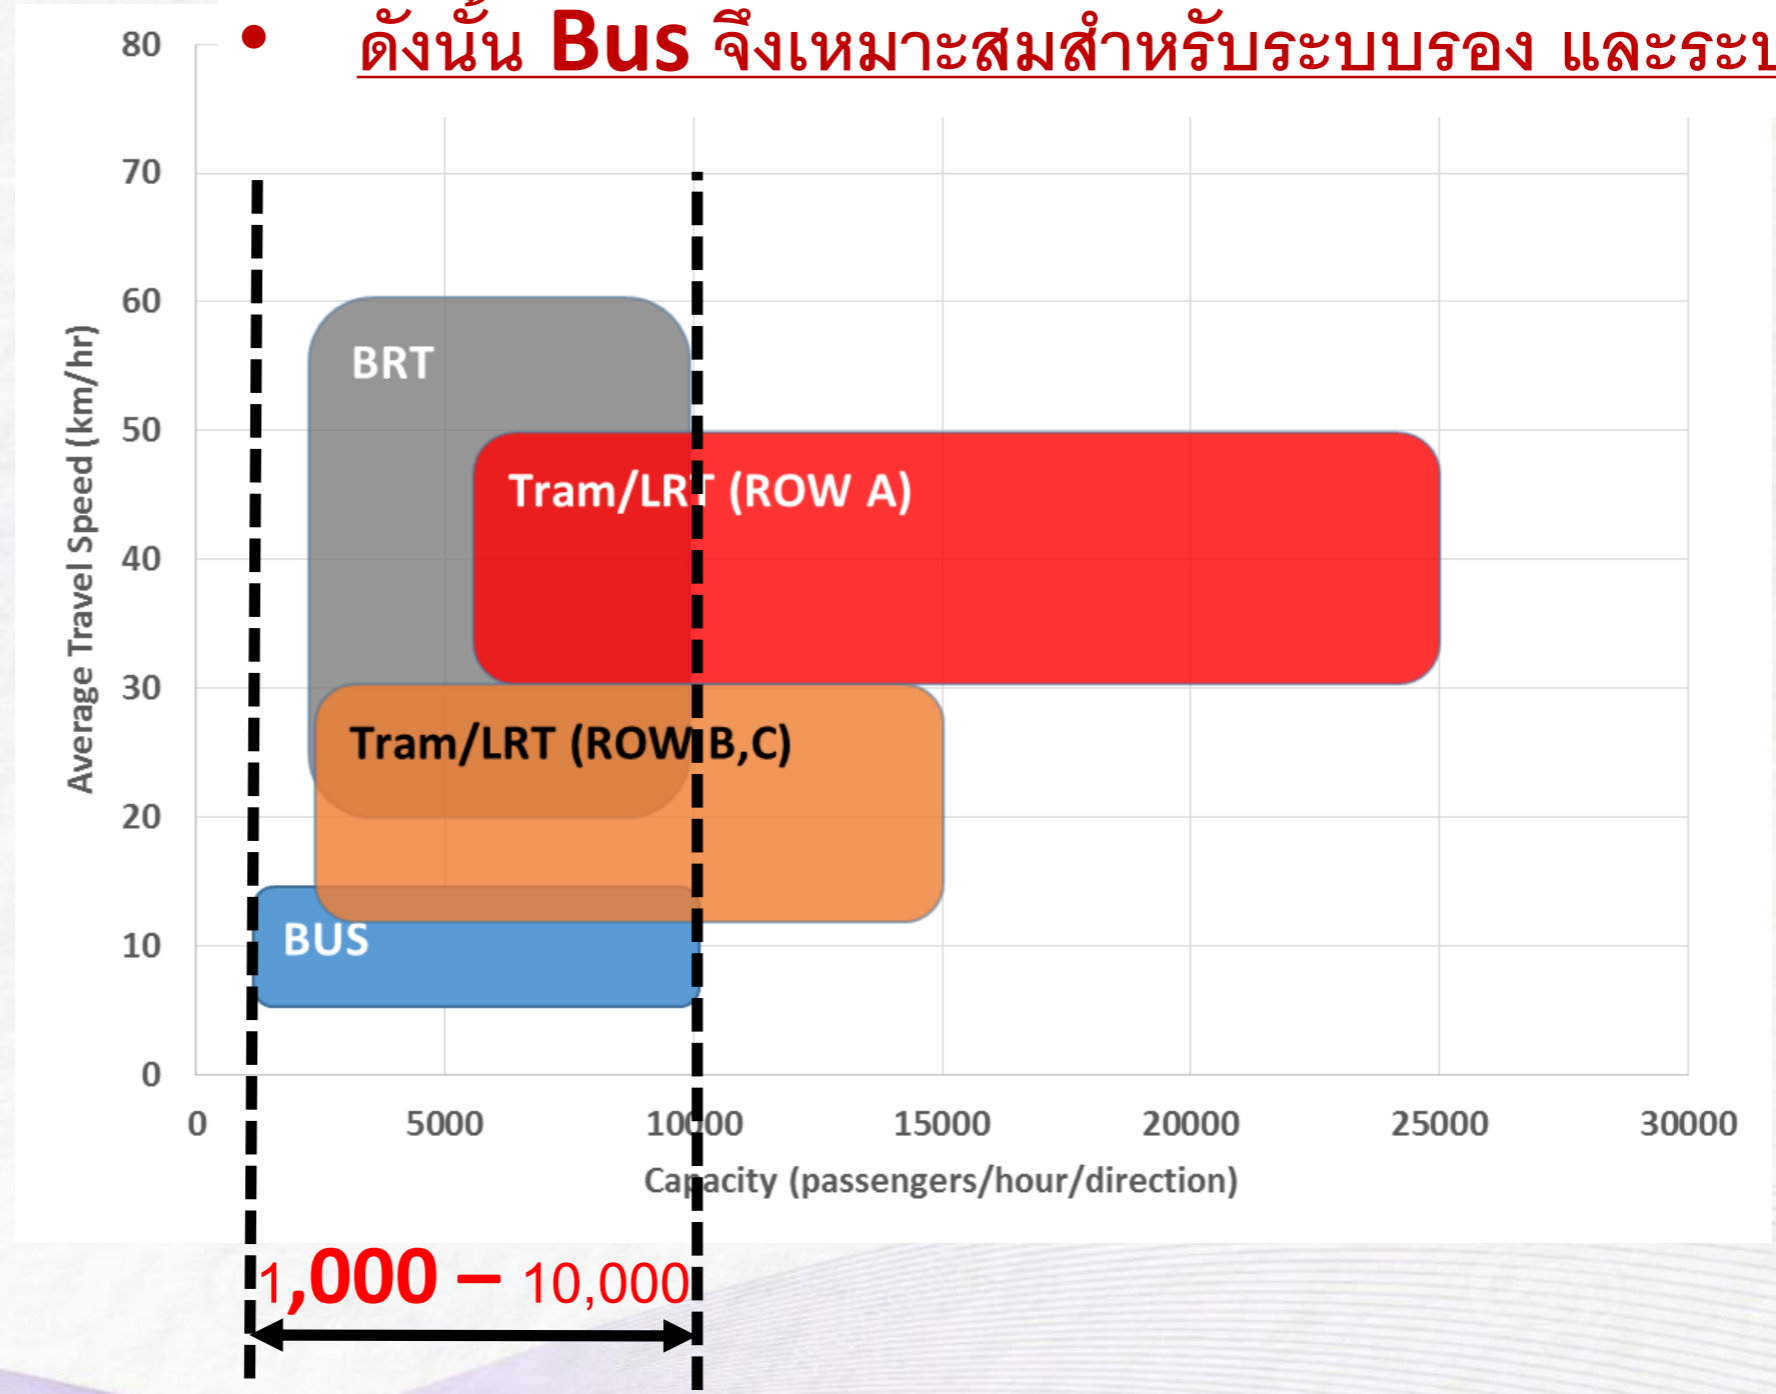 • ดังนั้น Bus จึงเหมาะสมสำหรับระบบรอง และระบ
80
70
60
50
40
30
20
10
0
Average Travel Speed (km/hr)
BRT
Tram/LRT (ROW A)
Tram/LRT (ROW B,C)
BUS
0 5000 10000 15000 20000 25000 30000
Capacity (passengers/hour/direction)
1,000 – 10,000